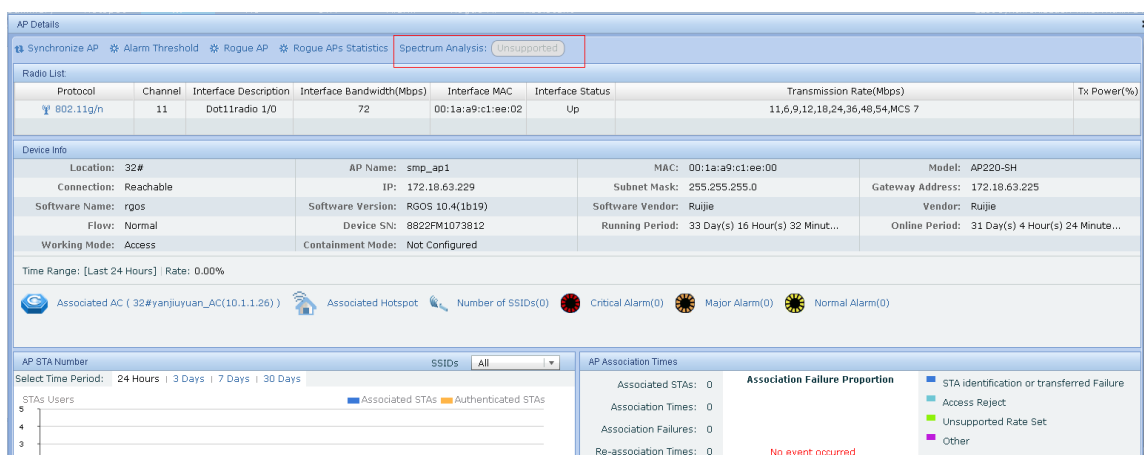 AP Details
Synchronize AP Alarm Threshold Rogue AP Rogue APs Statistics Spectrum Analysis: Unsupported
Radio List:
Protocol Channel Interface Description Interface Bandwidth(Mbps) Interface MAC Interface Status Transmission Rate(Mbps) Tx Power(%)
802.11g/n 11 Dot11radio 1/0 72 00:1a:a9:c1:ee:02 Up 11,6,9,12,18,24,36,48,54,MCS 7
Device Info
Location: 32# AP Name: smp_ap1 MAC: 00:1a:a9:c1:ee:00 Model: AP220-SH
Connection: Reachable IP: 172.18.63.229 Subnet Mask: 255.255.255.0 Gateway Address: 172.18.63.225
Software Name: rgos Software Version: RGOS 10.4(1b19) Software Vendor: Ruijie Vendor: Ruijie
Flow: Normal Device SN: 8822FM1073812 Running Period: 33 Day(s) 16 Hour(s) 32 Minut... Online Period: 31 Day(s) 4 Hour(s) 24 Minute...
Working Mode: Access Containment Mode: Not Configured
Time Range: [Last 24 Hours] | Rate: 0.00%
Associated AC ( 32#yanjiuyuan_AC(10.1.1.26) ) Associated Hotspot Number of SSIDs(0) Critical Alarm(0) Major Alarm(0) Normal Alarm(0)
AP STA Number SSIDs All
Select Time Period: 24 Hours | 3 Days | 7 Days | 30 Days
STAs Users Associated STAs Authenticated STAs
5
4
3
AP Association Times
Associated STAs: 0 Association Failure Proportion STA identification or transferred Failure
Association Times: 0 Access Reject
Association Failures: 0 Unsupported Rate Set
Other
Re-association Times: 0 No event occurred